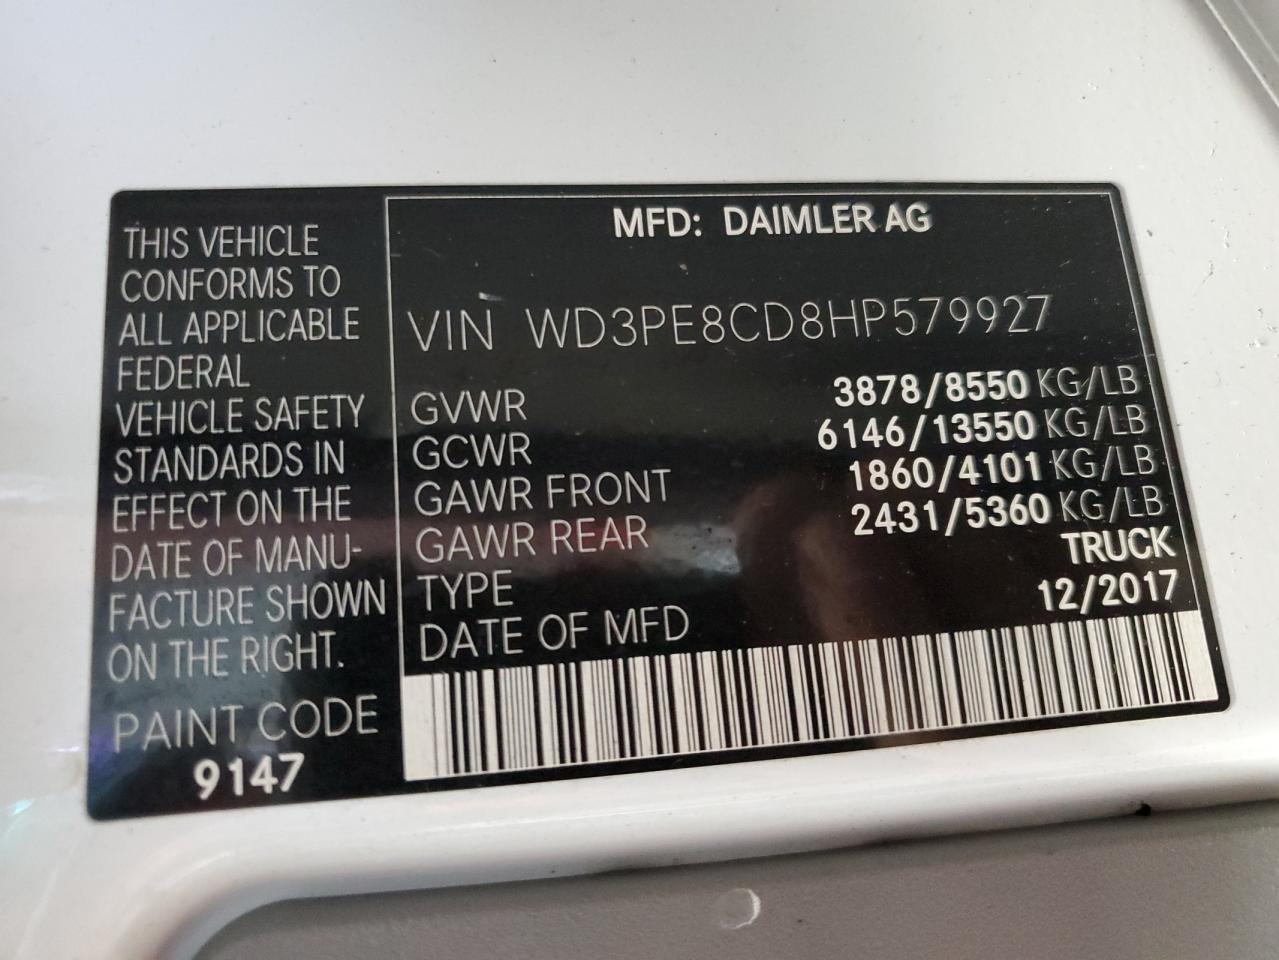 THIS VEHICLE
CONFORMS TO
ALL APPLICABLE
FEDERAL
VEHICLE SAFETY
STANDARDS IN
EFFECT ON THE
DATE OF MANU-
FACTURE SHOWN
ON THE RIGHT.
PAINT CODE
9147
MFD: DAIMLER AG
VIN WD3PE8CD8HP579927
GVWR 3878/8550 KG/LB
GCWR 6146/13550 KG/LB
GAWR FRONT 1860/4101 KG/LB
GAWR REAR 2431/5360 KG/LB
TYPE TRUCK
DATE OF MFD 12/2017